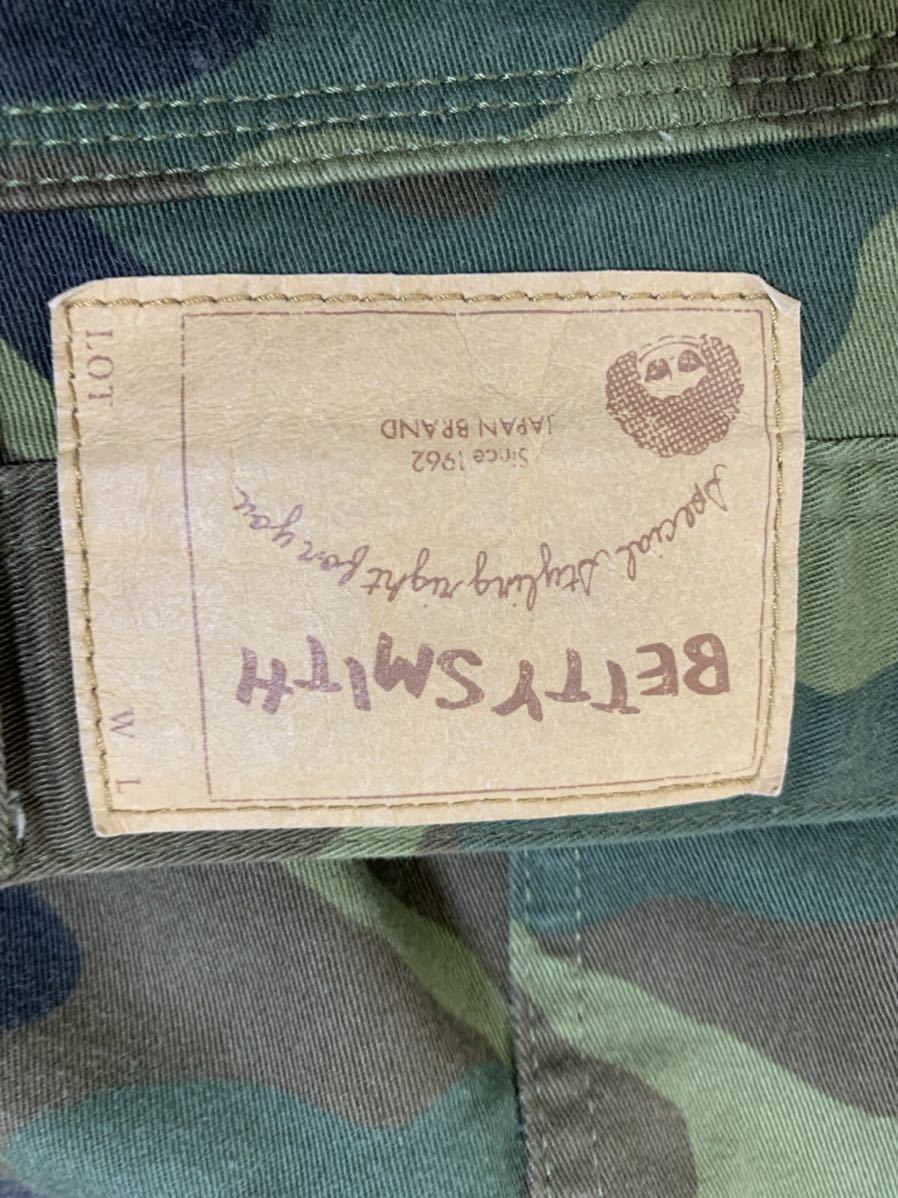 BETTY SMITH
Special styling right for you.
Since 1962
JAPAN BRAND
LOT
W
L